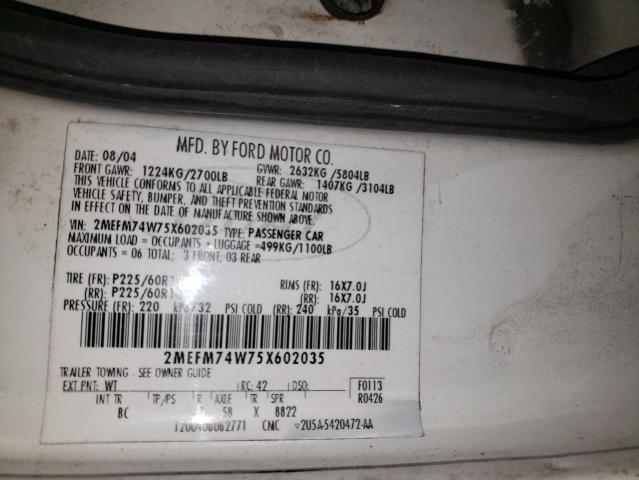 MFD. BY FORD MOTOR CO.
DATE: 08/04 GVWR: 2632KG /5804LB
FRONT GAWR: 1224KG/2700LB REAR GAWR: 1407KG /3104LB
THIS VEHICLE CONFORMS TO ALL APPLICABLE FEDERAL MOTOR
VEHICLE SAFETY, BUMPER, AND THEFT PREVENTION STANDARDS
IN EFFECT ON THE DATE OF MANUFACTURE SHOWN ABOVE.
VIN: 2MEFM74W75X602035 TYPE: PASSENGER CAR
MAXIMUM LOAD = OCCUPANTS + LUGGAGE =499KG/1100LB
OCCUPANTS = 06 TOTAL; 3 FRONT, 03 REAR
TIRE (FR): P225/60R RIMS (FR): 16X7.0J
(RR): P225/60R (RR): 16X7.0J
PRESSURE (FR): 220 kPa/32 PSI COLD (RR): 240 kPa/35 PSI COLD
2MEFM74W75X602035
TRAILER TOWING - SEE OWNER GUIDE
EXT PNT: WT RC: 42 DSO: F0113
INT TR TP/PS R AXLE TR SPR R0426
BC 58 X 8822
1200408062771 CMC 2U5A-5420472-AA